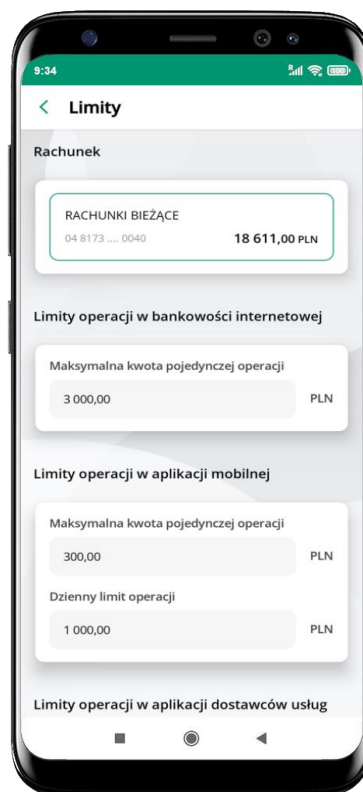 9:34
Limity
Rachunek
RACHUNKI BIEŻĄCE
04 8173 .... 0040 18 611,00 PLN
Limity operacji w bankowości internetowej
Maksymalna kwota pojedynczej operacji
3 000,00 PLN
Limity operacji w aplikacji mobilnej
Maksymalna kwota pojedynczej operacji
300,00 PLN
Dzienny limit operacji
1 000,00 PLN
Limity operacji w aplikacji dostawców usług